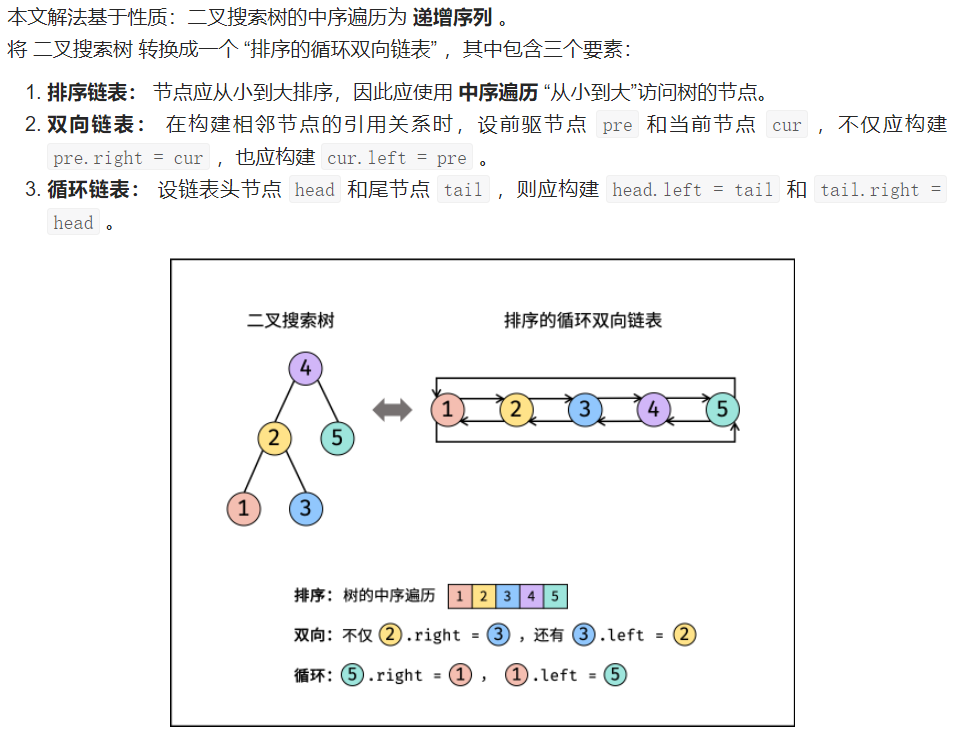 本文解法基于性质：二叉搜索树的中序遍历为 递增序列 。
将 二叉搜索树 转换成一个 “排序的循环双向链表” ，其中包含三个要素：
1. 排序链表： 节点应从小到大排序，因此应使用 中序遍历 “从小到大”访问树的节点。
2. 双向链表： 在构建相邻节点的引用关系时，设前驱节点 pre 和当前节点 cur ，不仅应构建
pre.right = cur ，也应构建 cur.left = pre 。
3. 循环链表： 设链表头节点 head 和尾节点 tail ，则应构建 head.left = tail 和 tail.right =
head 。
二叉搜索树 排序的循环双向链表
4
1 2 3 4 5
2 5
1 3
排序：树的中序遍历 1 2 3 4 5
双向：不仅 2 .right = 3 ，还有 3 .left = 2
循环： 5 .right = 1 ， 1 .left = 5